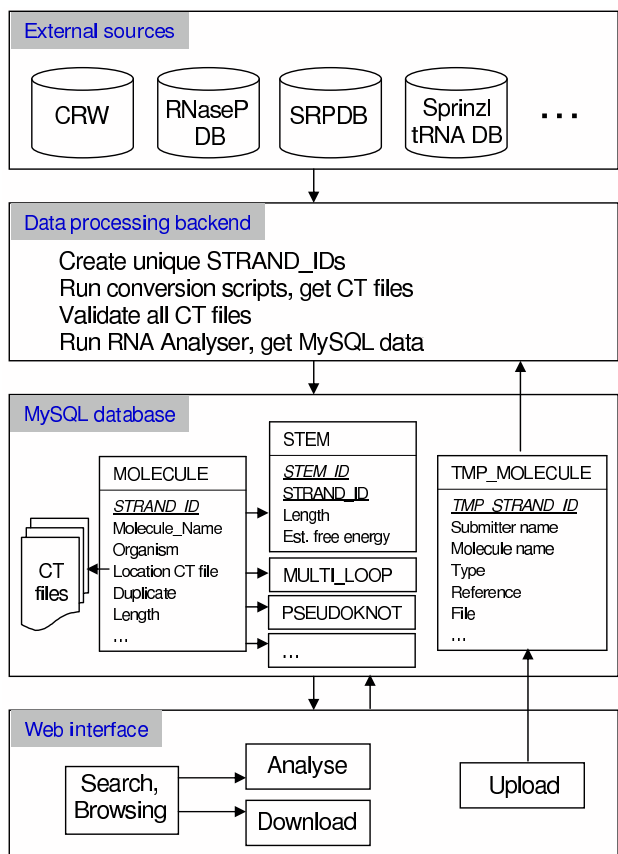 External sources
CRW
RNaseP
DB
SRPDB
Sprinzl
tRNA DB
...
Data processing backend
Create unique STRAND_IDs
Run conversion scripts, get CT files
Validate all CT files
Run RNA Analyser, get MySQL data
MySQL database
CT
files
MOLECULE
STRAND_ID
Molecule_Name
Organism
Location CT file
Duplicate
Length
...
STEM
STEM_ID
STRAND_ID
Length
Est. free energy
MULTI_LOOP
PSEUDOKNOT
...
TMP_MOLECULE
TMP_STRAND_ID
Submitter name
Molecule name
Type
Reference
File
...
Web interface
Search,
Browsing
Analyse
Download
Upload